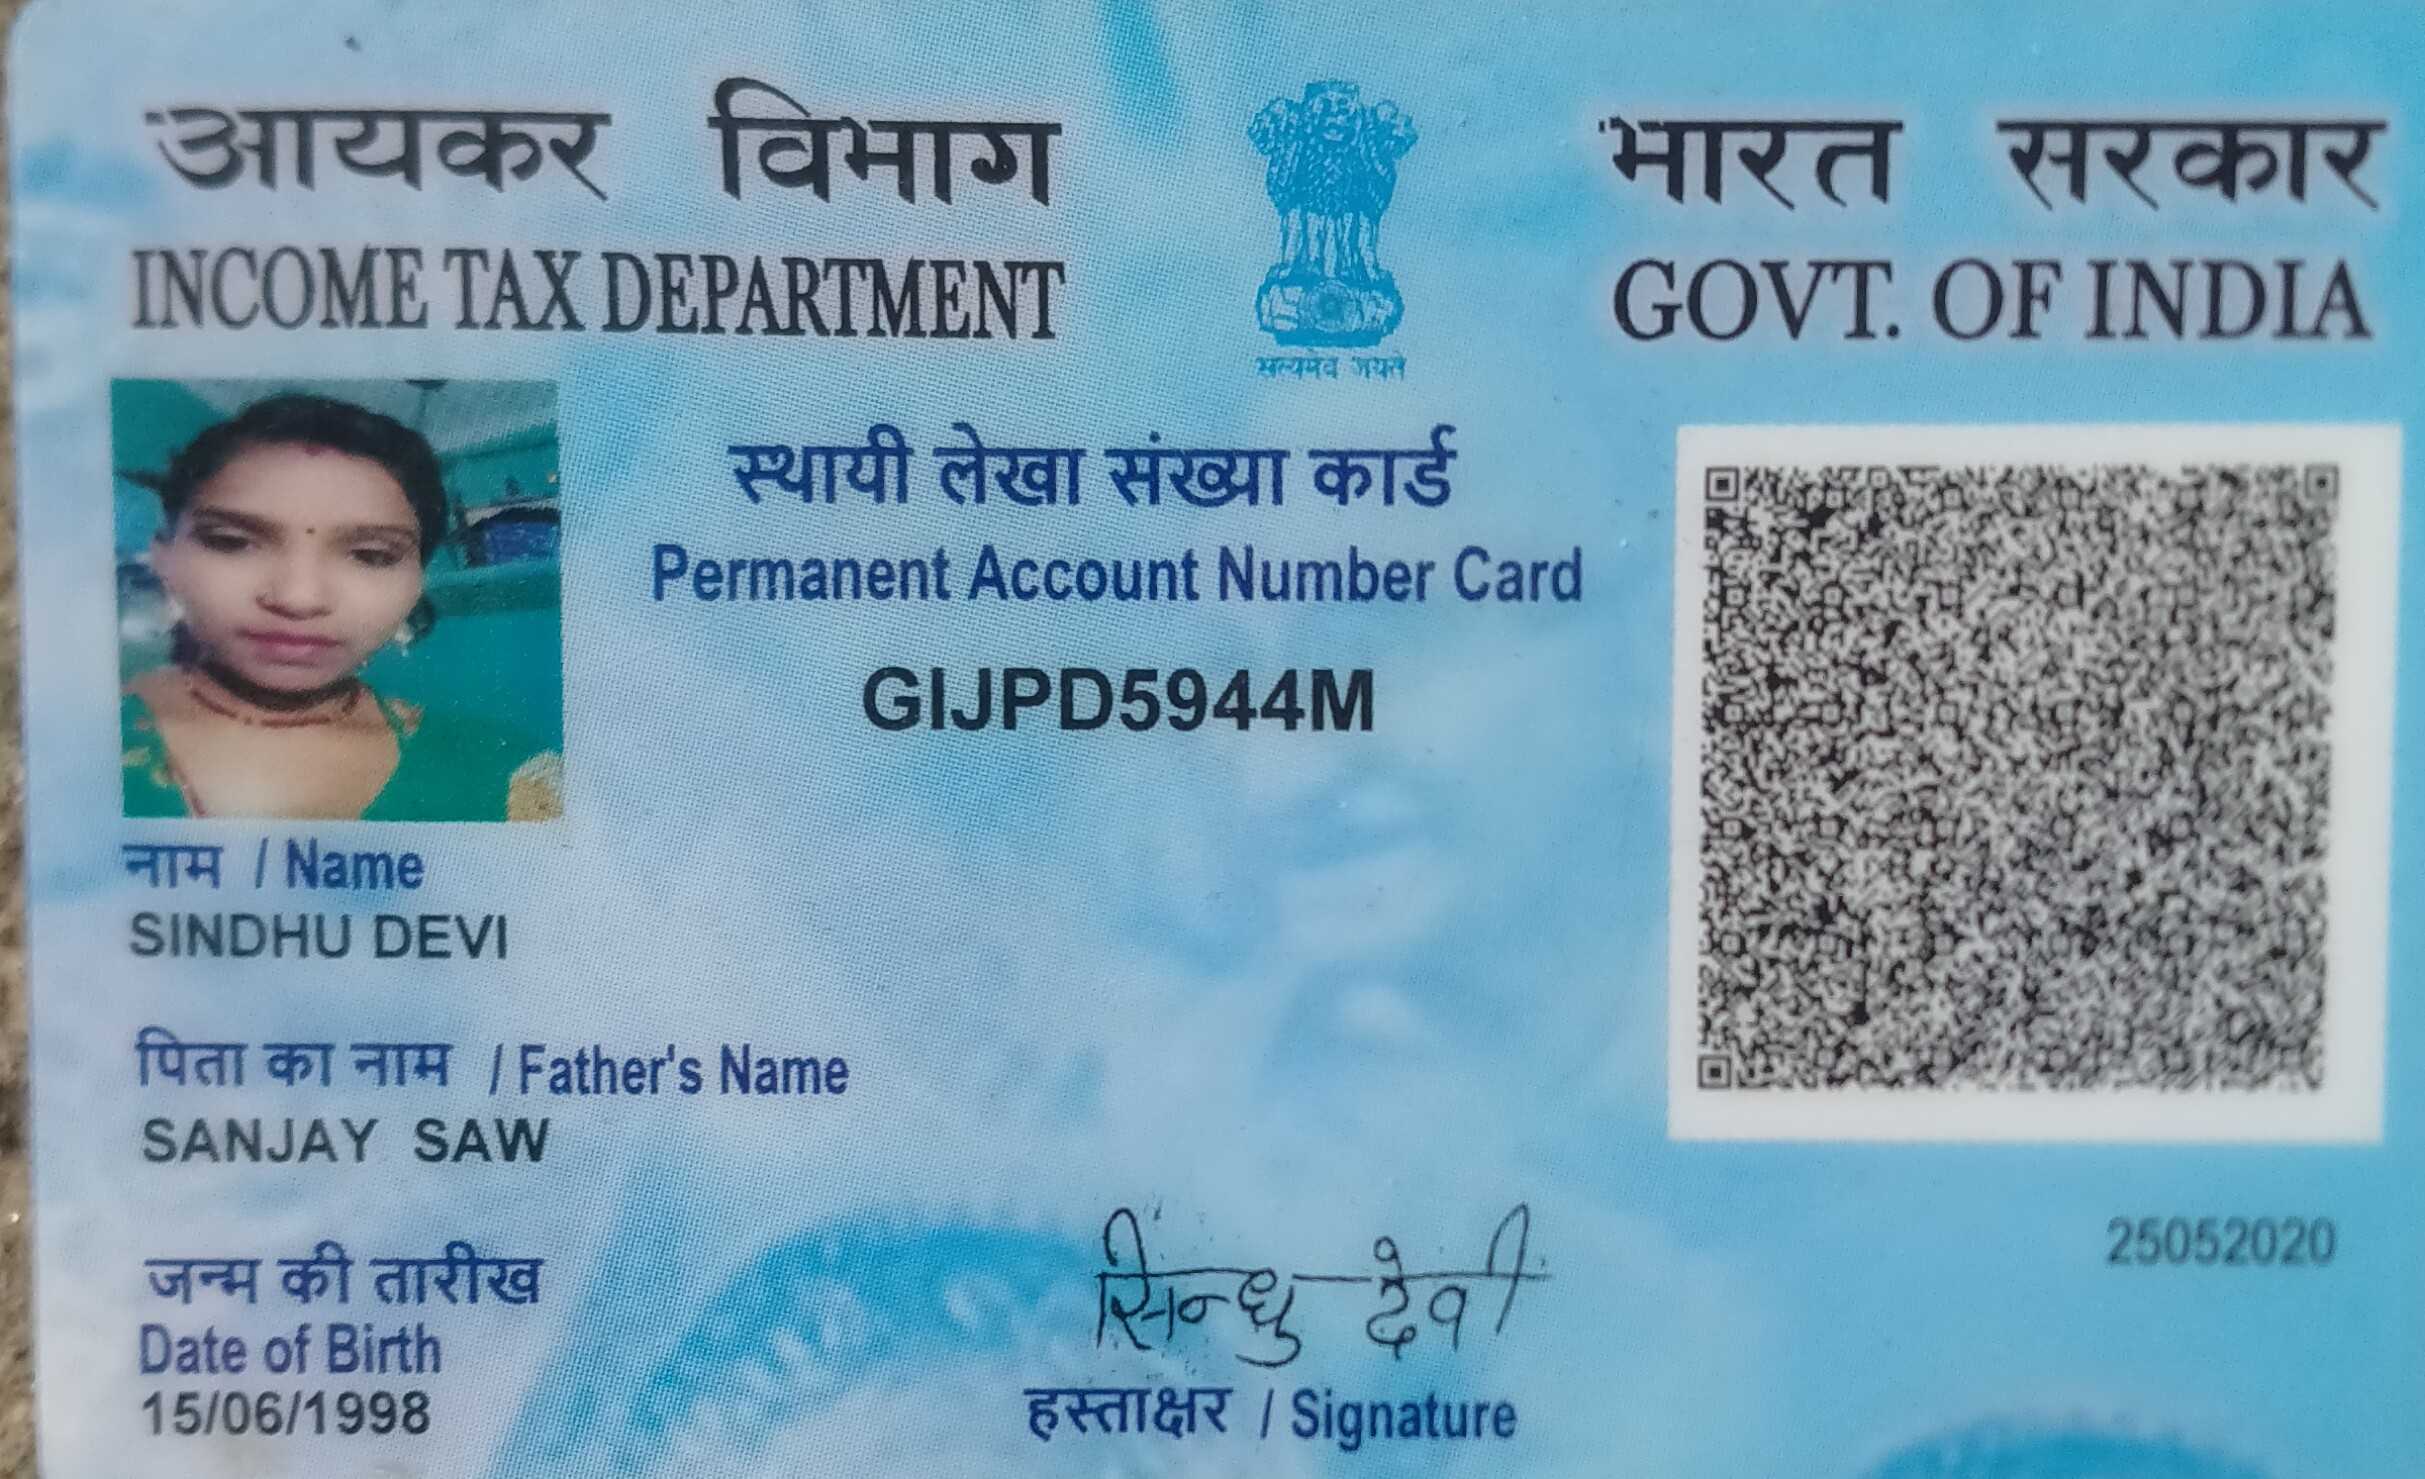 आयकर विभाग
INCOME TAX DEPARTMENT
सत्यमेव जयते
भारत सरकार
GOVT. OF INDIA
स्थायी लेखा संख्या कार्ड
Permanent Account Number Card
GIJPD5944M
नाम / Name
SINDHU DEVI
पिता का नाम / Father's Name
SANJAY SAW
जन्म की तारीख
Date of Birth
15/06/1998
सिन्धु देवी
हस्ताक्षर / Signature
25052020